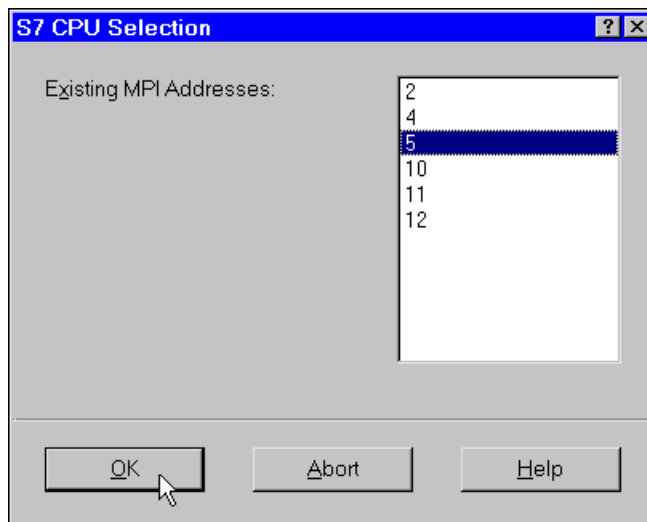 S7 CPU Selection
Existing MPI Addresses:
2
4
5
10
11
12
OK
Abort
Help